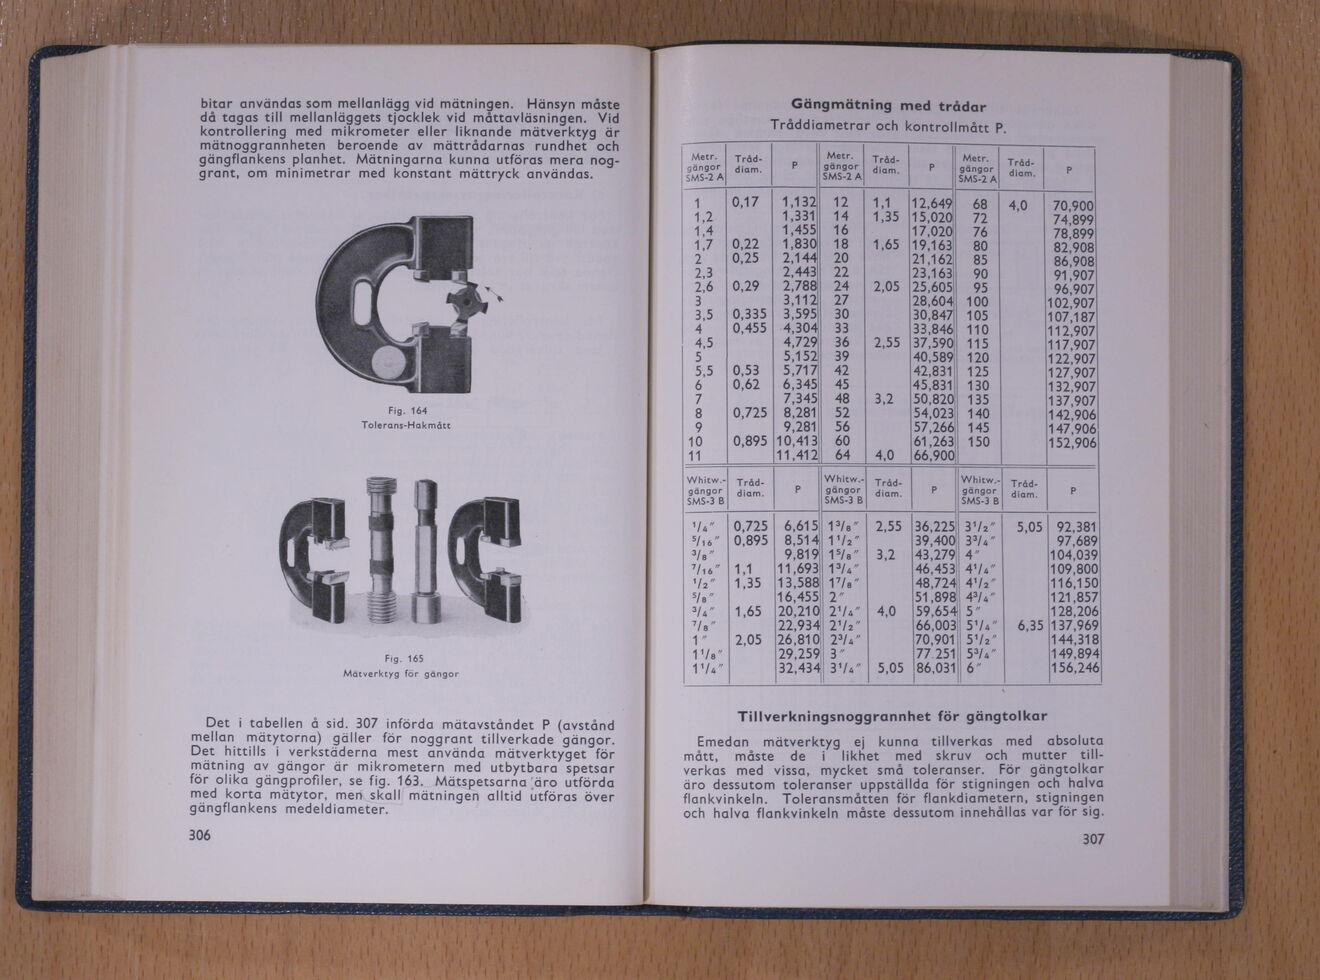 bitar användas som mellanlägg vid mätningen. Hänsyn måste
då tagas till mellanläggets tjocklek vid måttavläsningen. Vid
kontrollering med mikrometer eller liknande mätverktyg är
mätnoggrannheten beroende av mättrådarnas rundhet och
gängflankens planhet. Mätningarna kunna utföras mera nog-
grant, om minimetrar med konstant mättryck användas.
Fig. 164
Tolerans-Hakmått
Fig. 165
Mätverktyg för gängor
Det i tabellen å sid. 307 införda mätavståndet P (avstånd
mellan mätytorna) gäller för noggrant tillverkade gängor.
Det hittills i verkstäderna mest använda mätverktyget för
mätning av gängor är mikrometern med utbytbara spetsar
för olika gängprofiler, se fig. 163. Mätspetsarna äro utförda
med korta mätytor, men skall mätningen alltid utföras över
gängflankens medeldiameter.
306
Gängmätning med trådar
Tråddiametrar och kontrollmått P.
Metr. gängor SMS-2 A Tråd-diam. P Metr. gängor SMS-2 A Tråd-diam. P Metr. gängor SMS-2 A Tråd-diam. P
1 0,17 1,132 12 1,1 12,649 68 4,0 70,900
1,2 1,331 14 1,35 15,020 72 74,899
1,4 1,455 16 17,020 76 78,899
1,7 0,22 1,830 18 1,65 19,163 80 82,908
2 0,25 2,144 20 21,162 85 86,908
2,3 2,443 22 23,163 90 91,907
2,6 0,29 2,788 24 2,05 25,605 95 96,907
3 3,112 27 28,604 100 102,907
3,5 0,335 3,595 30 30,847 105 107,187
4 0,455 4,304 33 33,846 110 112,907
4,5 4,729 36 2,55 37,590 115 117,907
5 5,152 39 40,589 120 122,907
5,5 0,53 5,717 42 42,831 125 127,907
6 0,62 6,345 45 45,831 130 132,907
7 7,345 48 3,2 50,820 135 137,907
8 0,725 8,281 52 54,023 140 142,906
9 9,281 56 57,266 145 147,906
10 0,895 10,413 60 61,263 150 152,906
11 11,412 64 4,0 66,900
Whitw.-gängor SMS-3 B Tråd-diam. P Whitw.-gängor SMS-3 B Tråd-diam. P Whitw.-gängor SMS-3 B Tråd-diam. P
1/4" 0,725 6,615 1 3/8" 2,55 36,225 3 1/2" 5,05 92,381
5/16" 0,895 8,514 1 1/2" 39,400 3 3/4" 97,689
3/8" 9,819 1 5/8" 3,2 43,279 4" 104,039
7/16" 1,1 11,693 1 3/4" 46,453 4 1/4" 109,800
1/2" 1,35 13,588 1 7/8" 48,724 4 1/2" 116,150
5/8" 16,455 2" 51,898 4 3/4" 121,857
3/4" 1,65 20,210 2 1/4" 4,0 59,654 5" 128,206
7/8" 22,934 2 1/2" 66,003 5 1/4" 6,35 137,969
1" 2,05 26,810 2 3/4" 70,901 5 1/2" 144,318
1 1/8" 29,259 3" 77 251 5 3/4" 149,894
1 1/4" 32,434 3 1/4" 5,05 86,031 6" 156,246
Tillverkningsnoggrannhet för gängtolkar
Emedan mätverktyg ej kunna tillverkas med absoluta
mått, måste de i likhet med skruv och mutter till-
verkas med vissa, mycket små toleranser. För gängtolkar
äro dessutom toleranser uppställda för stigningen och halva
flankvinkeln. Toleransmåtten för flankdiametern, stigningen
och halva flankvinkeln måste dessutom innehållas var för sig.
307